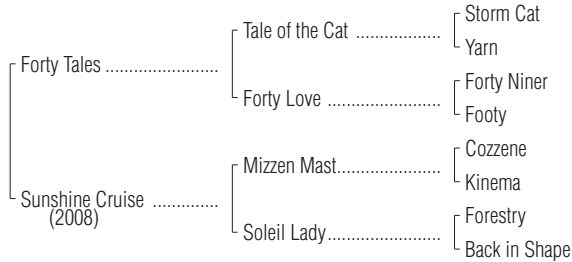 Storm Cat
Tale of the Cat ..................
Yarn
Forty Tales .......................
Forty Niner
Forty Love ........................
Footy
Cozzene
Mizzen Mast......................
Kinema
Sunshine Cruise ..............
(2008)
Forestry
Soleil Lady........................
Back in Shape